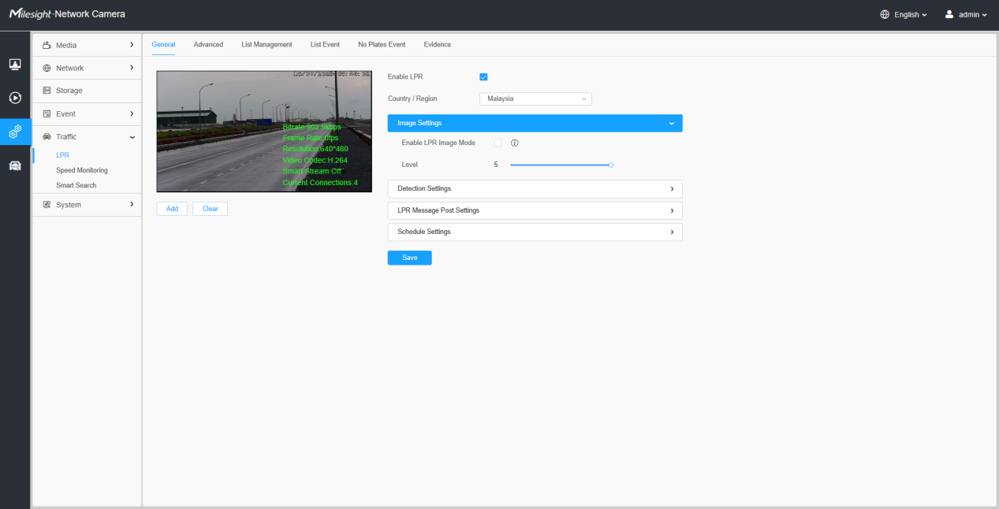 Milesight Network Camera
English
admin
Media
Network
Storage
Event
Traffic
LPR
Speed Monitoring
Smart Search
System
General
Advanced
List Management
List Event
No Plates Event
Evidence
Bitrate:902.9kbps
Frame Rate:0fps
Resolution:640*480
Video Codec:H.264
Smart Stream:Off
Current Connections:4
Add
Clear
Enable LPR
Country / Region
Malaysia
Image Settings
Enable LPR Image Mode
Level
5
Detection Settings
LPR Message Post Settings
Schedule Settings
Save